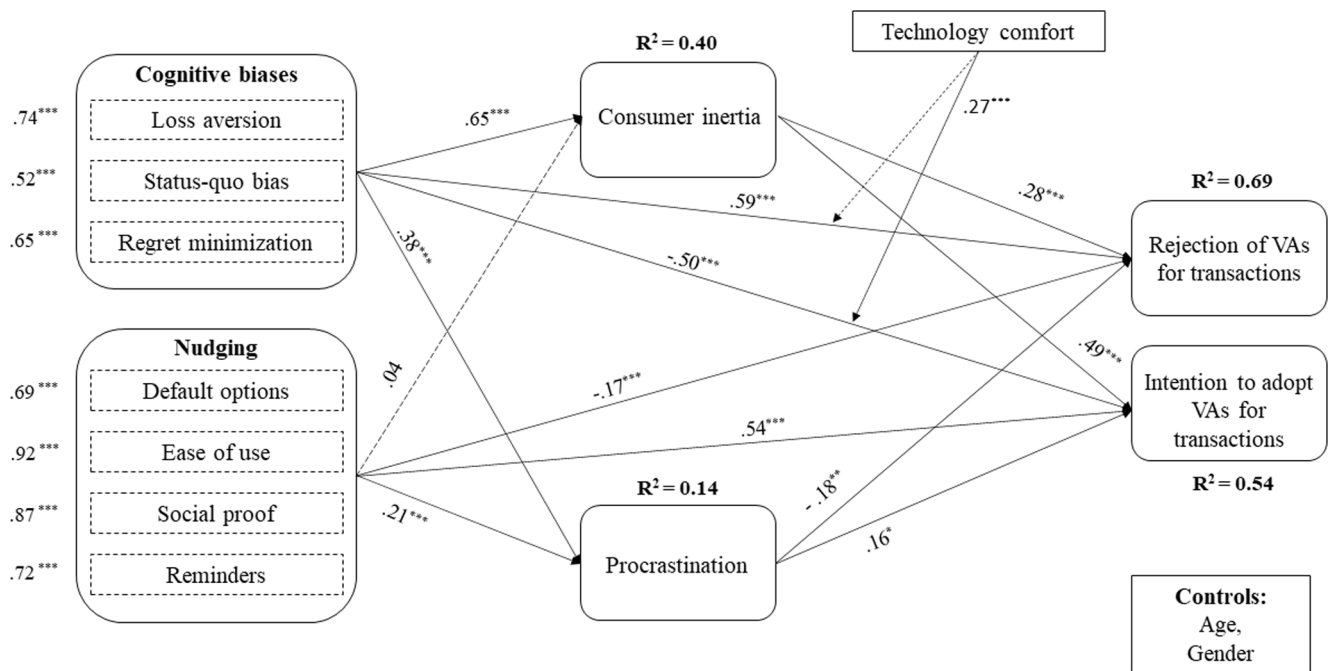 Technology comfort
R² = 0.40
Cognitive biases
.74***
Loss aversion
.52***
Status-quo bias
.65***
Regret minimization
Consumer inertia
.65***
.27***
.59***
.28***
R² = 0.69
Rejection of VAs
for transactions
.38***
-.50***
.49***
Nudging
.69***
Default options
.92***
Ease of use
.87***
Social proof
.72***
Reminders
.04
-.17***
.54***
Intention to adopt
VAs for
transactions
R² = 0.54
R² = 0.14
.21***
Procrastination
- .18**
.16*
Controls:
Age,
Gender